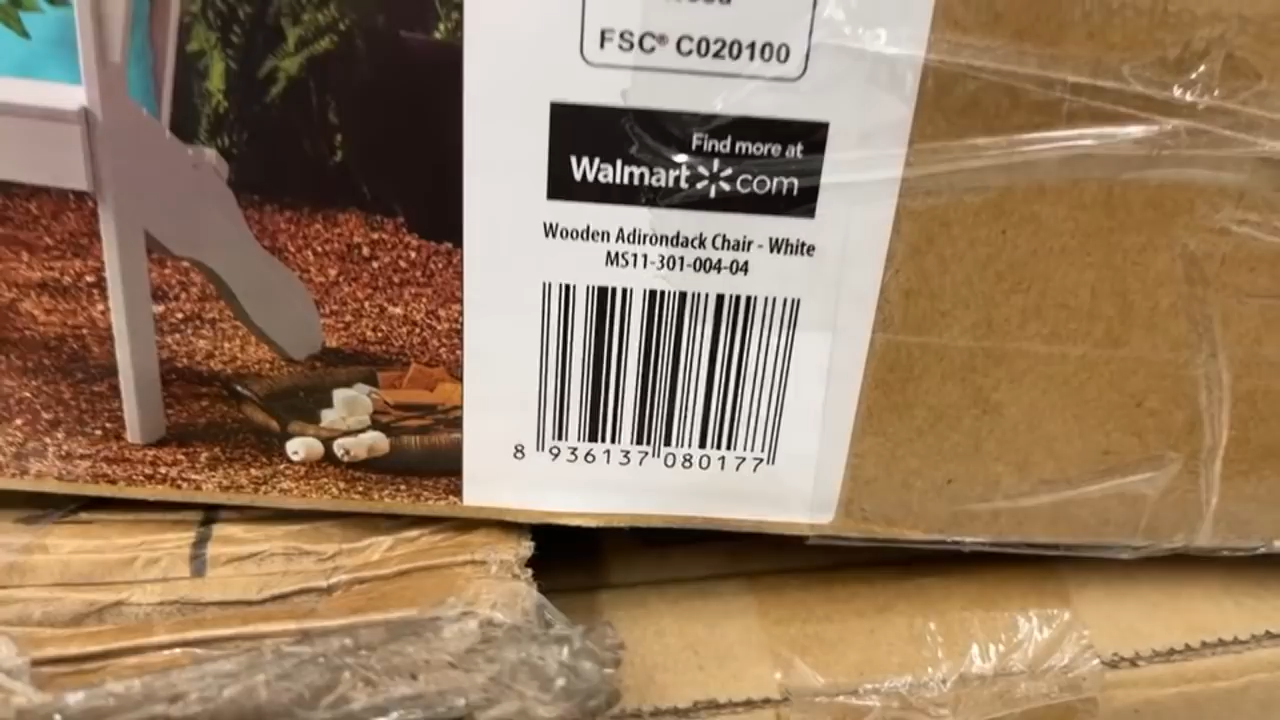 FSC® C020100
Find more at
Walmart com
Wooden Adirondack Chair - White
MS11-301-004-04
8 936137 080177